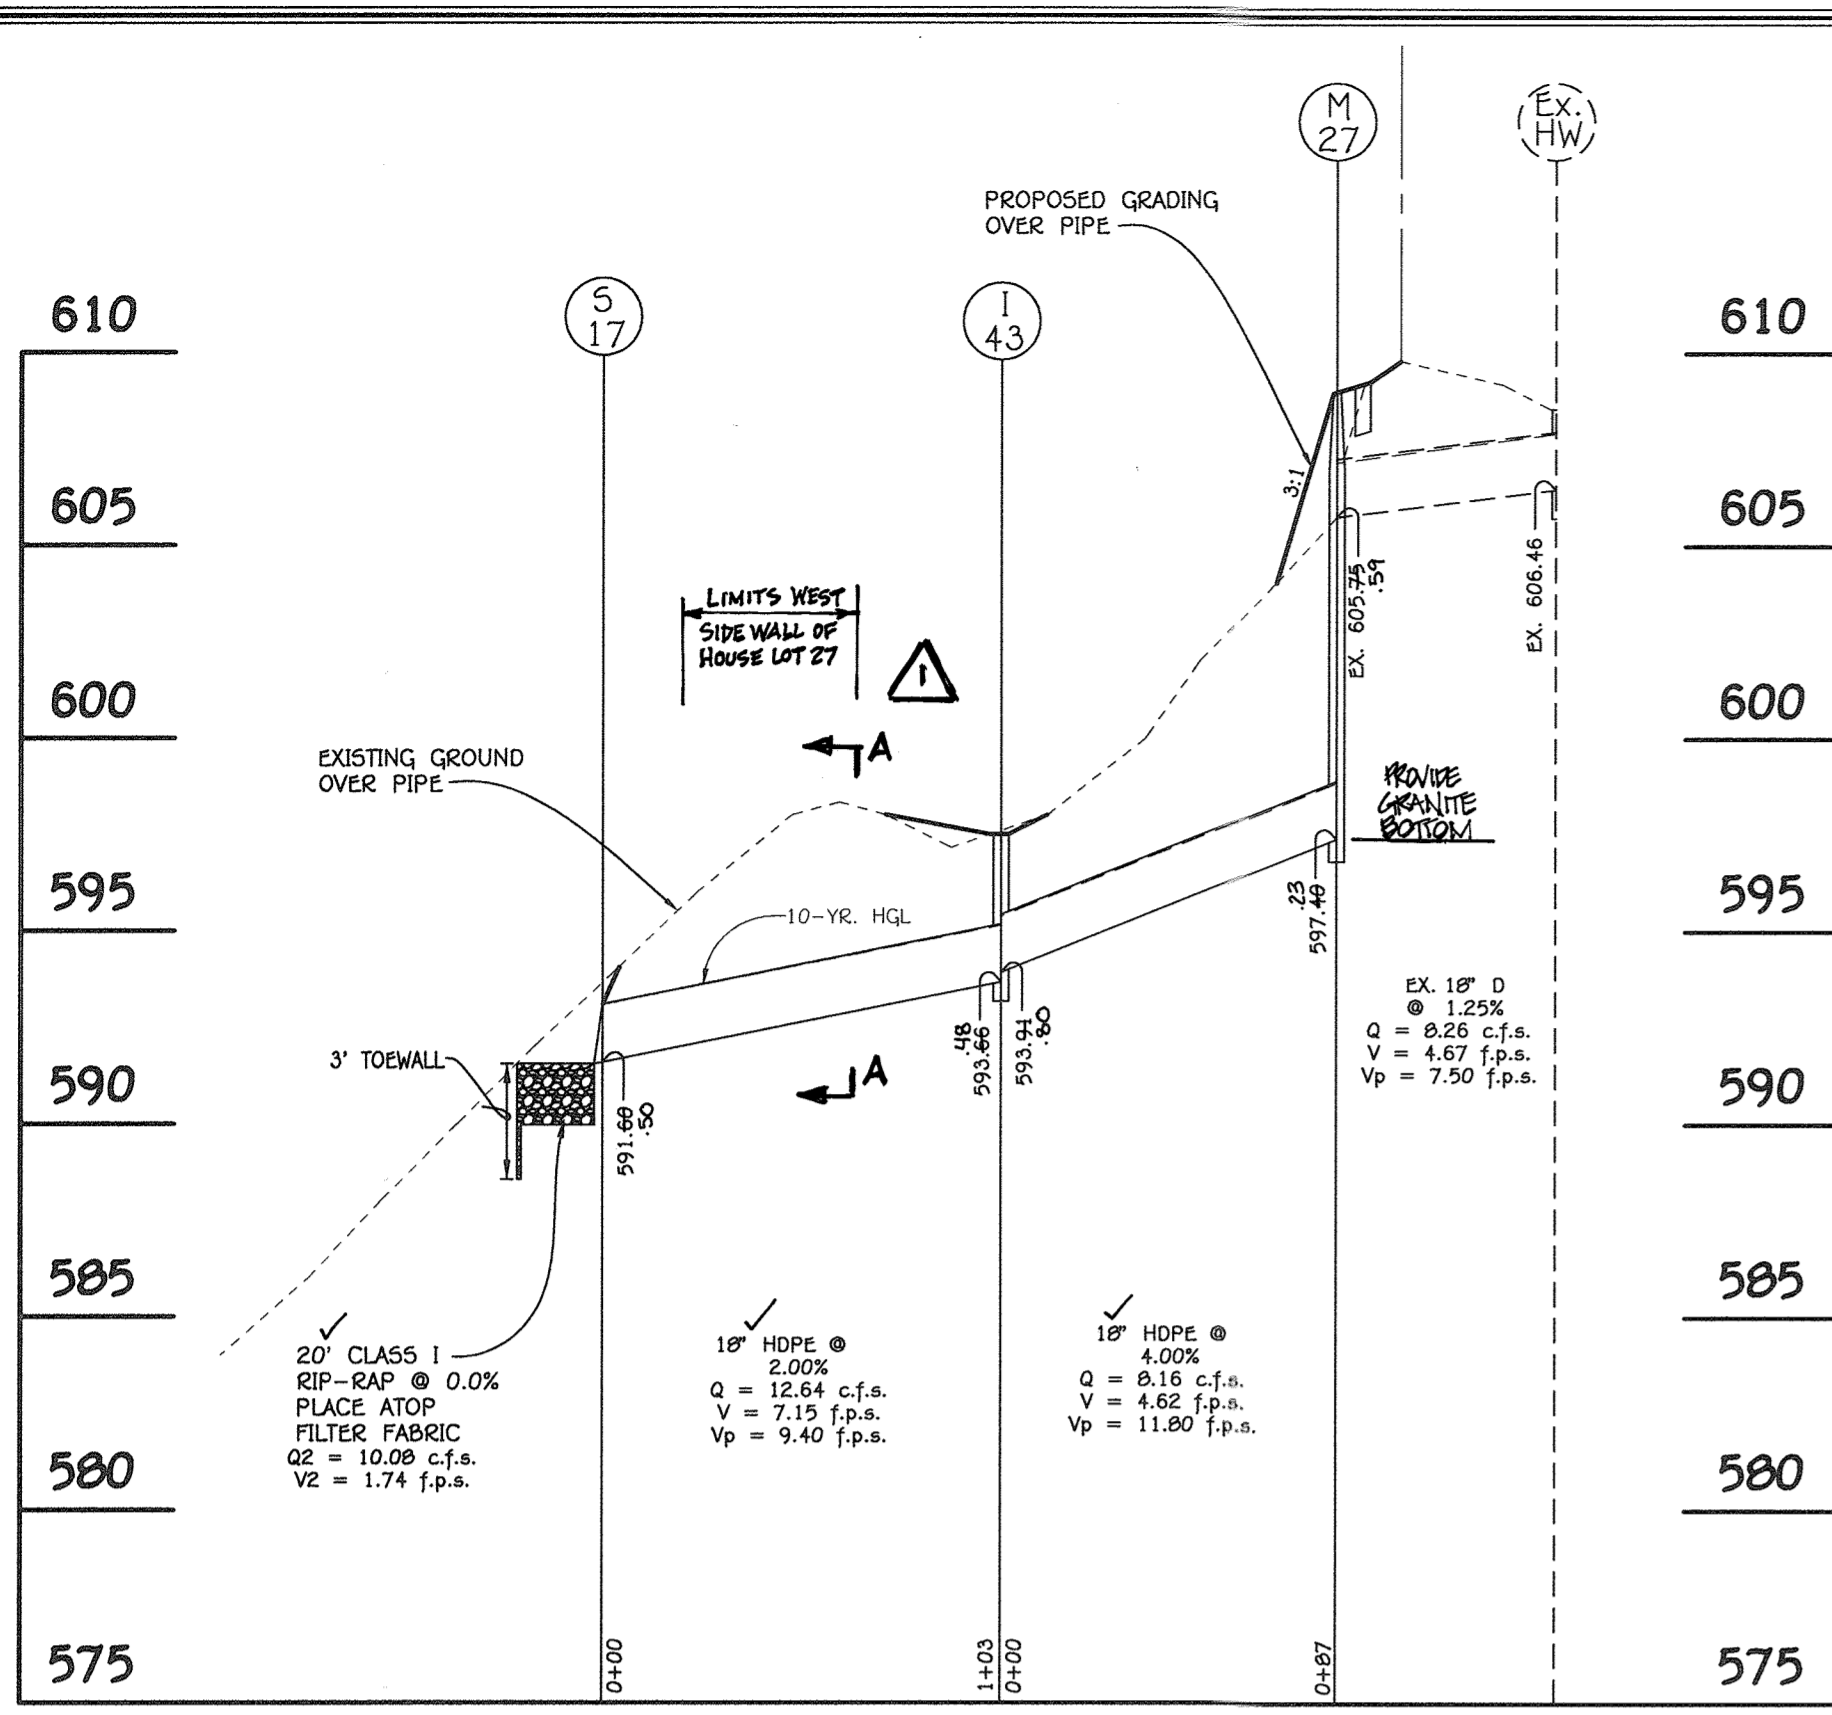 M
27
Ex.
HW
PROPOSED GRADING
OVER PIPE
S
17
I
43
610
610
3:1
605
605
EX. 605.75
.59
EX. 606.46
LIMITS WEST
SIDE WALL OF
HOUSE LOT 27
1
600
600
A
EXISTING GROUND
OVER PIPE
PROVIDE
GRANITE
BOTTOM
595
595
10-YR. HGL
.23
597.40
.48
593.66
593.91
.80
EX. 18" D
@ 1.25%
Q = 8.26 c.f.s.
V = 4.67 f.p.s.
Vp = 7.50 f.p.s.
3' TOEWALL
590
590
A
591.60
.50
585
585
20' CLASS I
RIP-RAP @ 0.0%
PLACE ATOP
FILTER FABRIC
Q2 = 10.08 c.f.s.
V2 = 1.74 f.p.s.
18" HDPE @
2.00%
Q = 12.64 c.f.s.
V = 7.15 f.p.s.
Vp = 9.40 f.p.s.
18" HDPE @
4.00%
Q = 8.16 c.f.s.
V = 4.62 f.p.s.
Vp = 11.80 f.p.s.
580
580
575
575
0+00
1+03
0+00
0+87